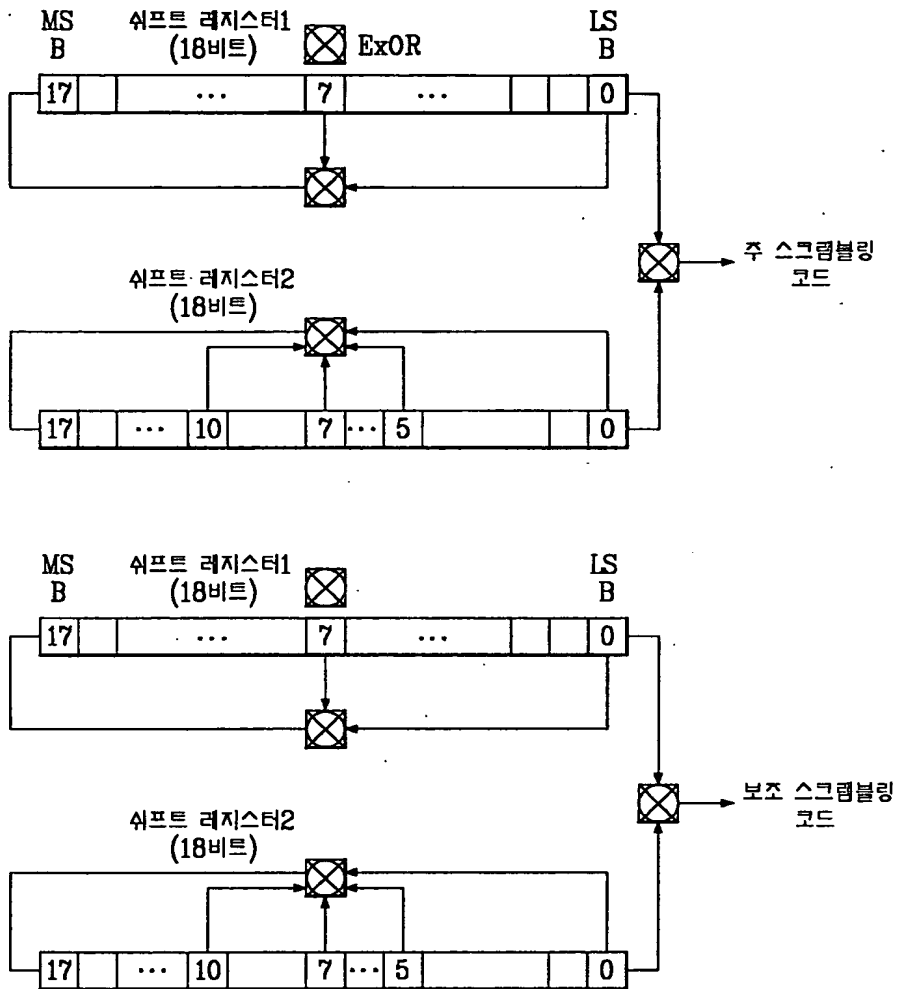 MS
B
쉬프트 레지스터1
(18비트)
ExOR
LS
B
17 ... 7 ... 0
주 스크램블링
코드
쉬프트 레지스터2
(18비트)
17 ... 10 7 ... 5 0
MS
B
쉬프트 레지스터1
(18비트)
LS
B
17 ... 7 ... 0
보조 스크램블링
코드
쉬프트 레지스터2
(18비트)
17 ... 10 7 ... 5 0